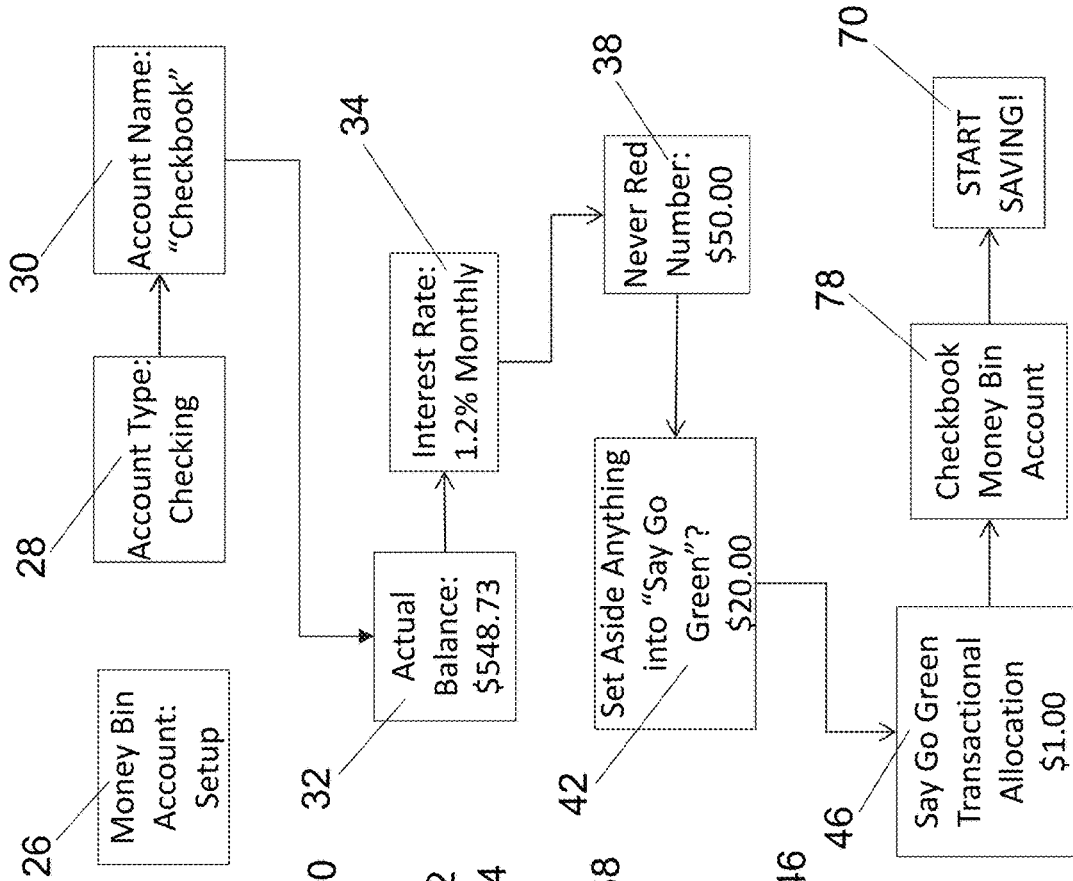 26
Money Bin
Account:
Setup
28
Account Type:
Checking
30
Account Name:
“Checkbook”
32
Actual
Balance:
$548.73
34
Interest Rate:
1.2% Monthly
38
Never Red
Number:
$50.00
42
Set Aside Anything
into “Say Go
Green”?
$20.00
46
Say Go Green
Transactional
Allocation
$1.00
78
Checkbook
Money Bin
Account
70
START
SAVING!
46